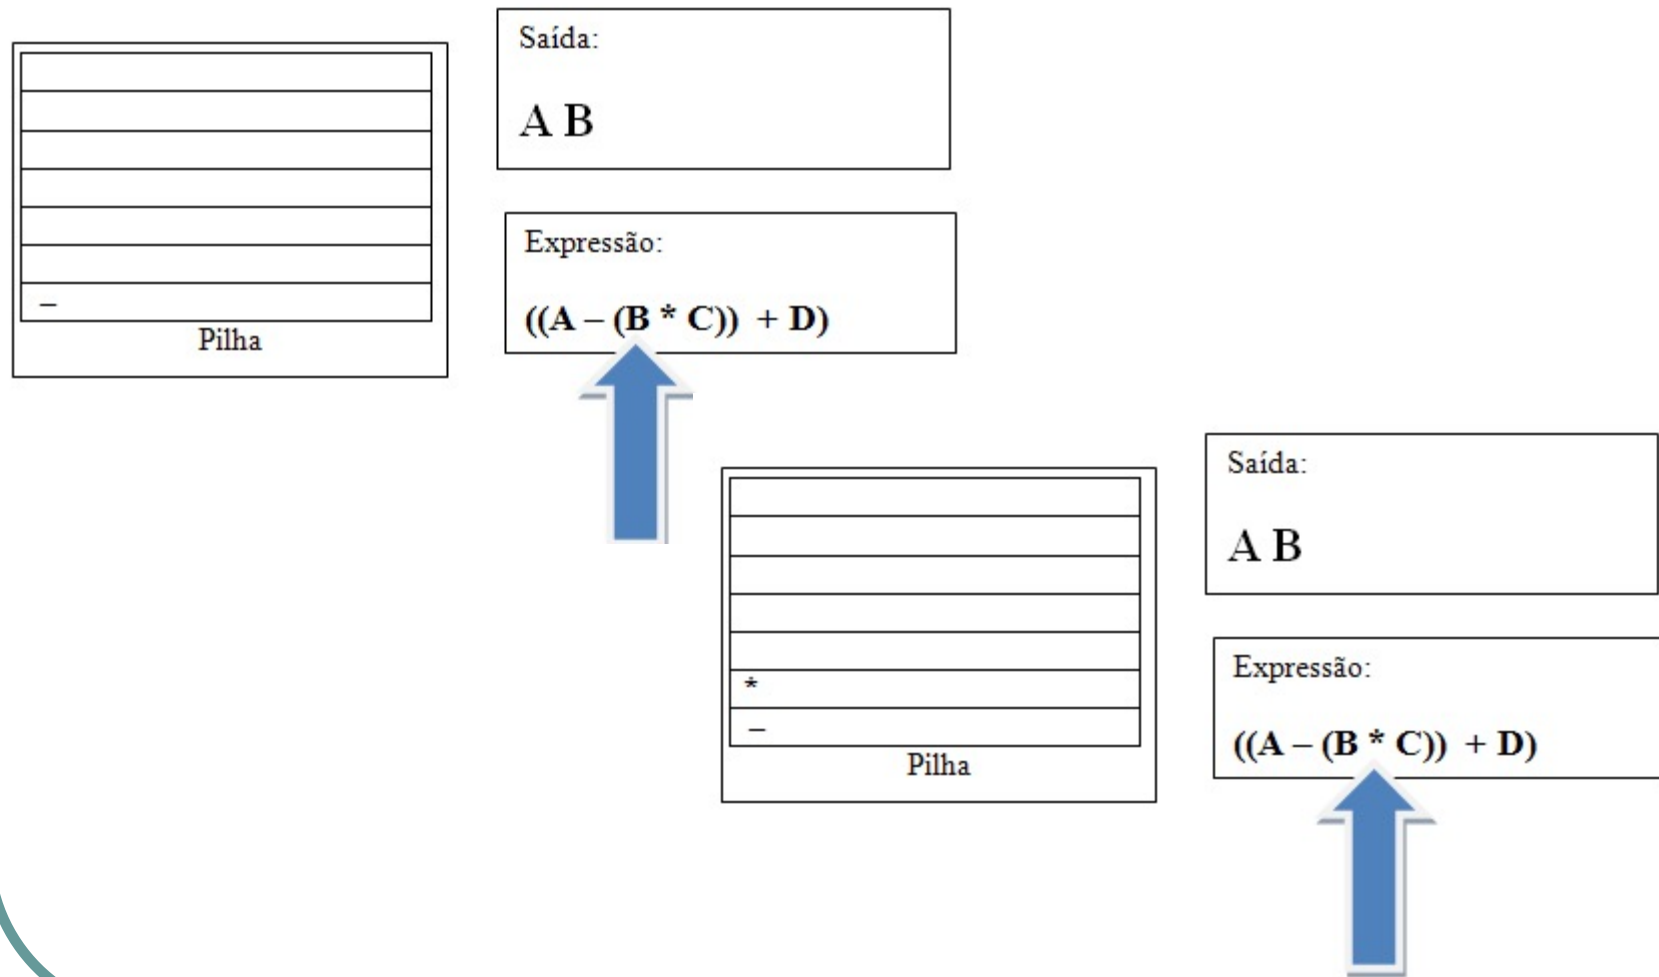 Saída:
A B
–
Pilha
Expressão:
((A – (B * C)) + D)
Saída:
A B
*
–
Pilha
Expressão:
((A – (B * C)) + D)